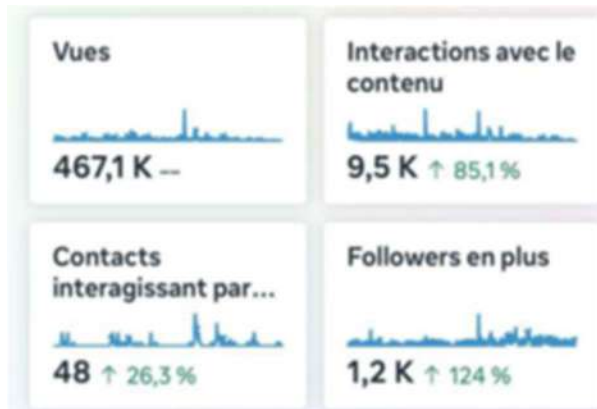 Vues
467,1 K --
Interactions avec le
contenu
9,5 K ↑ 85,1 %
Contacts
interagissant par...
48 ↑ 26,3 %
Followers en plus
1,2 K ↑ 124 %